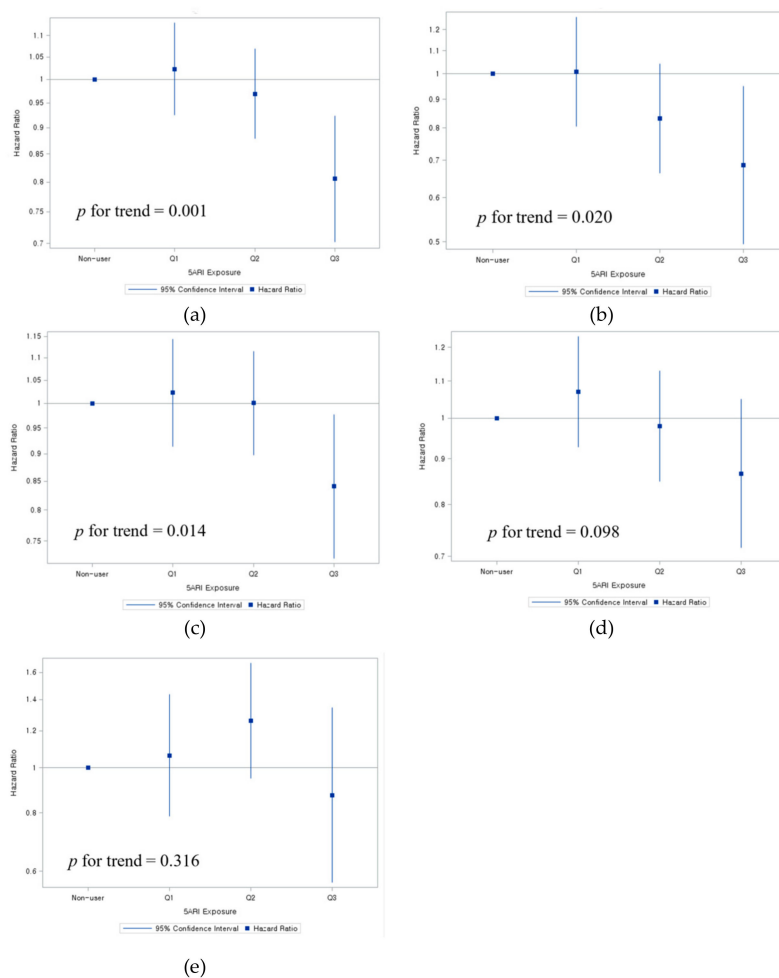 1.1
1.05
1
0.95
0.9
0.85
0.8
0.75
0.7
Hazard Ratio
p for trend = 0.001
Non-user Q1 Q2 Q3
5ARI Exposure
95% Confidence Interval Hazard Ratio
(a)
1.2
1.1
1
0.9
0.8
0.7
0.6
0.5
Hazard Ratio
p for trend = 0.020
Non-user Q1 Q2 Q3
5ARI Exposure
95% Confidence Interval Hazard Ratio
(b)
1.15
1.1
1.05
1
0.95
0.9
0.85
0.8
0.75
Hazard Ratio
p for trend = 0.014
Non-user Q1 Q2 Q3
5ARI Exposure
95% Confidence Interval Hazard Ratio
(c)
1.2
1.1
1
0.9
0.8
0.7
Hazard Ratio
p for trend = 0.098
Non-user Q1 Q2 Q3
5ARI Exposure
95% Confidence Interval Hazard Ratio
(d)
1.6
1.4
1.2
1
0.8
0.6
Hazard Ratio
p for trend = 0.316
Non-user Q1 Q2 Q3
5ARI Exposure
95% Confidence Interval Hazard Ratio
(e)